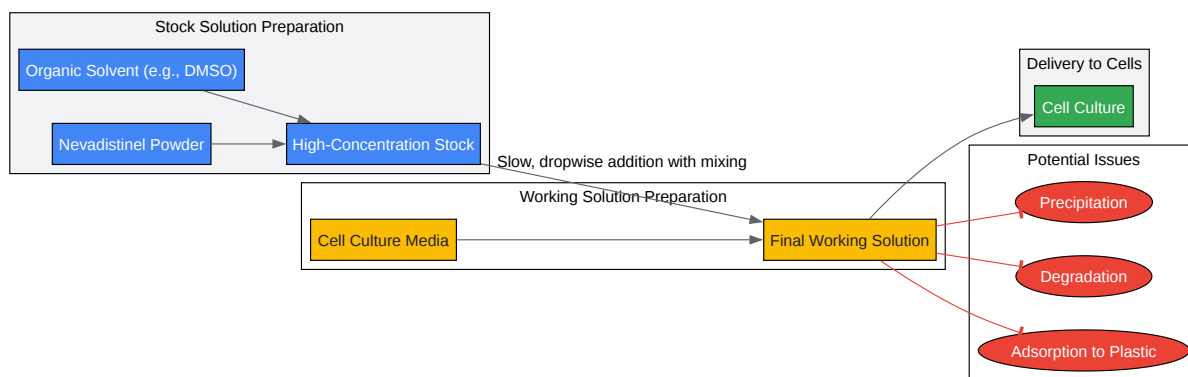 Stock Solution Preparation
Organic Solvent (e.g., DMSO)
Nevadistinel Powder
High-Concentration Stock
Slow, dropwise addition with mixing
Working Solution Preparation
Cell Culture Media
Final Working Solution
Delivery to Cells
Cell Culture
Potential Issues
Precipitation
Degradation
Adsorption to Plastic